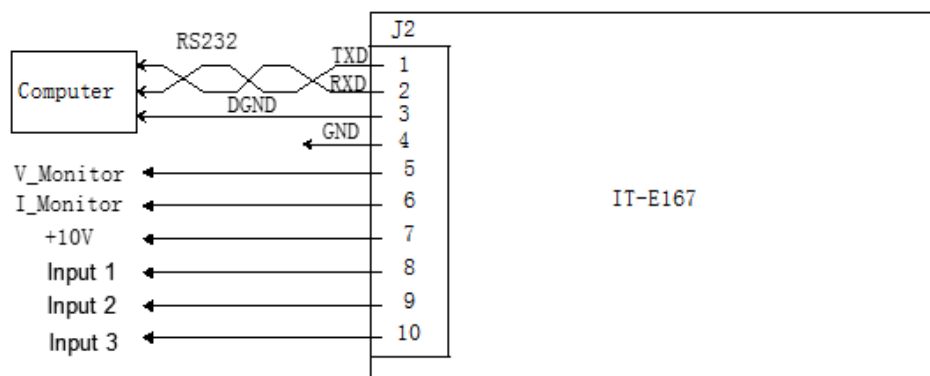 J2
RS232
TXD
1
Computer
RXD
2
DGND
3
GND
4
V_Monitor
5
I_Monitor
6
IT-E167
+10V
7
Input 1
8
Input 2
9
Input 3
10